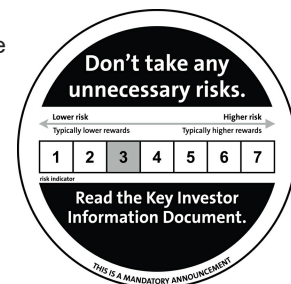 e
Don't take any
unnecessary risks.
Lower risk Higher risk
Typically lower rewards Typically higher rewards
1 2 3 4 5 6 7
risk indicator
Read the Key Investor
Information Document.
THIS IS A MANDATORY ANNOUNCEMENT